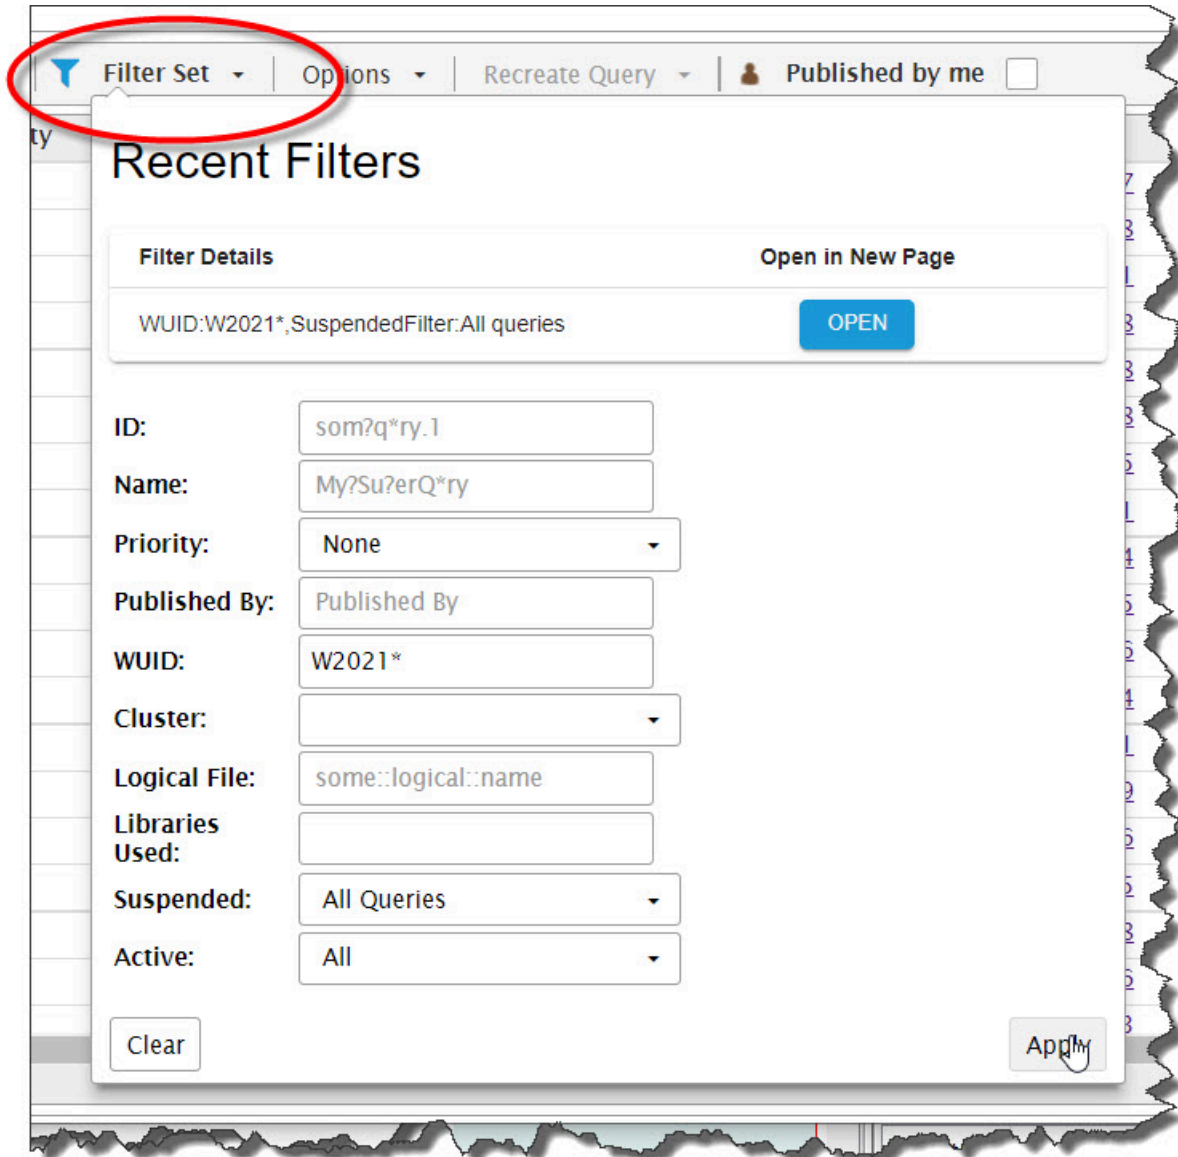 Filter Set Options Recreate Query Published by me
ty
Recent Filters
Filter Details Open in New Page
WUID:W2021*,SuspendedFilter:All queries OPEN
ID: som?q*ry.1
Name: My?Su?erQ*ry
Priority: None
Published By: Published By
WUID: W2021*
Cluster:
Logical File: some::logical::name
Libraries
Used:
Suspended: All Queries
Active: All
Clear Apply